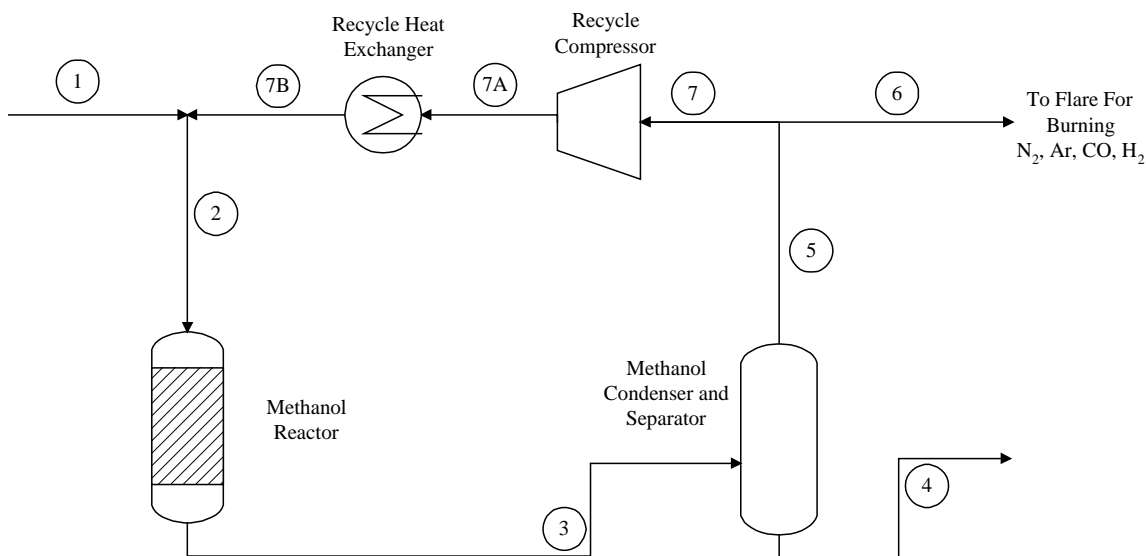 Recycle Heat
Exchanger
Recycle
Compressor
1
7B
7A
7
6
To Flare For
Burning
N₂, Ar, CO, H₂
2
5
Methanol
Reactor
Methanol
Condenser and
Separator
3
4